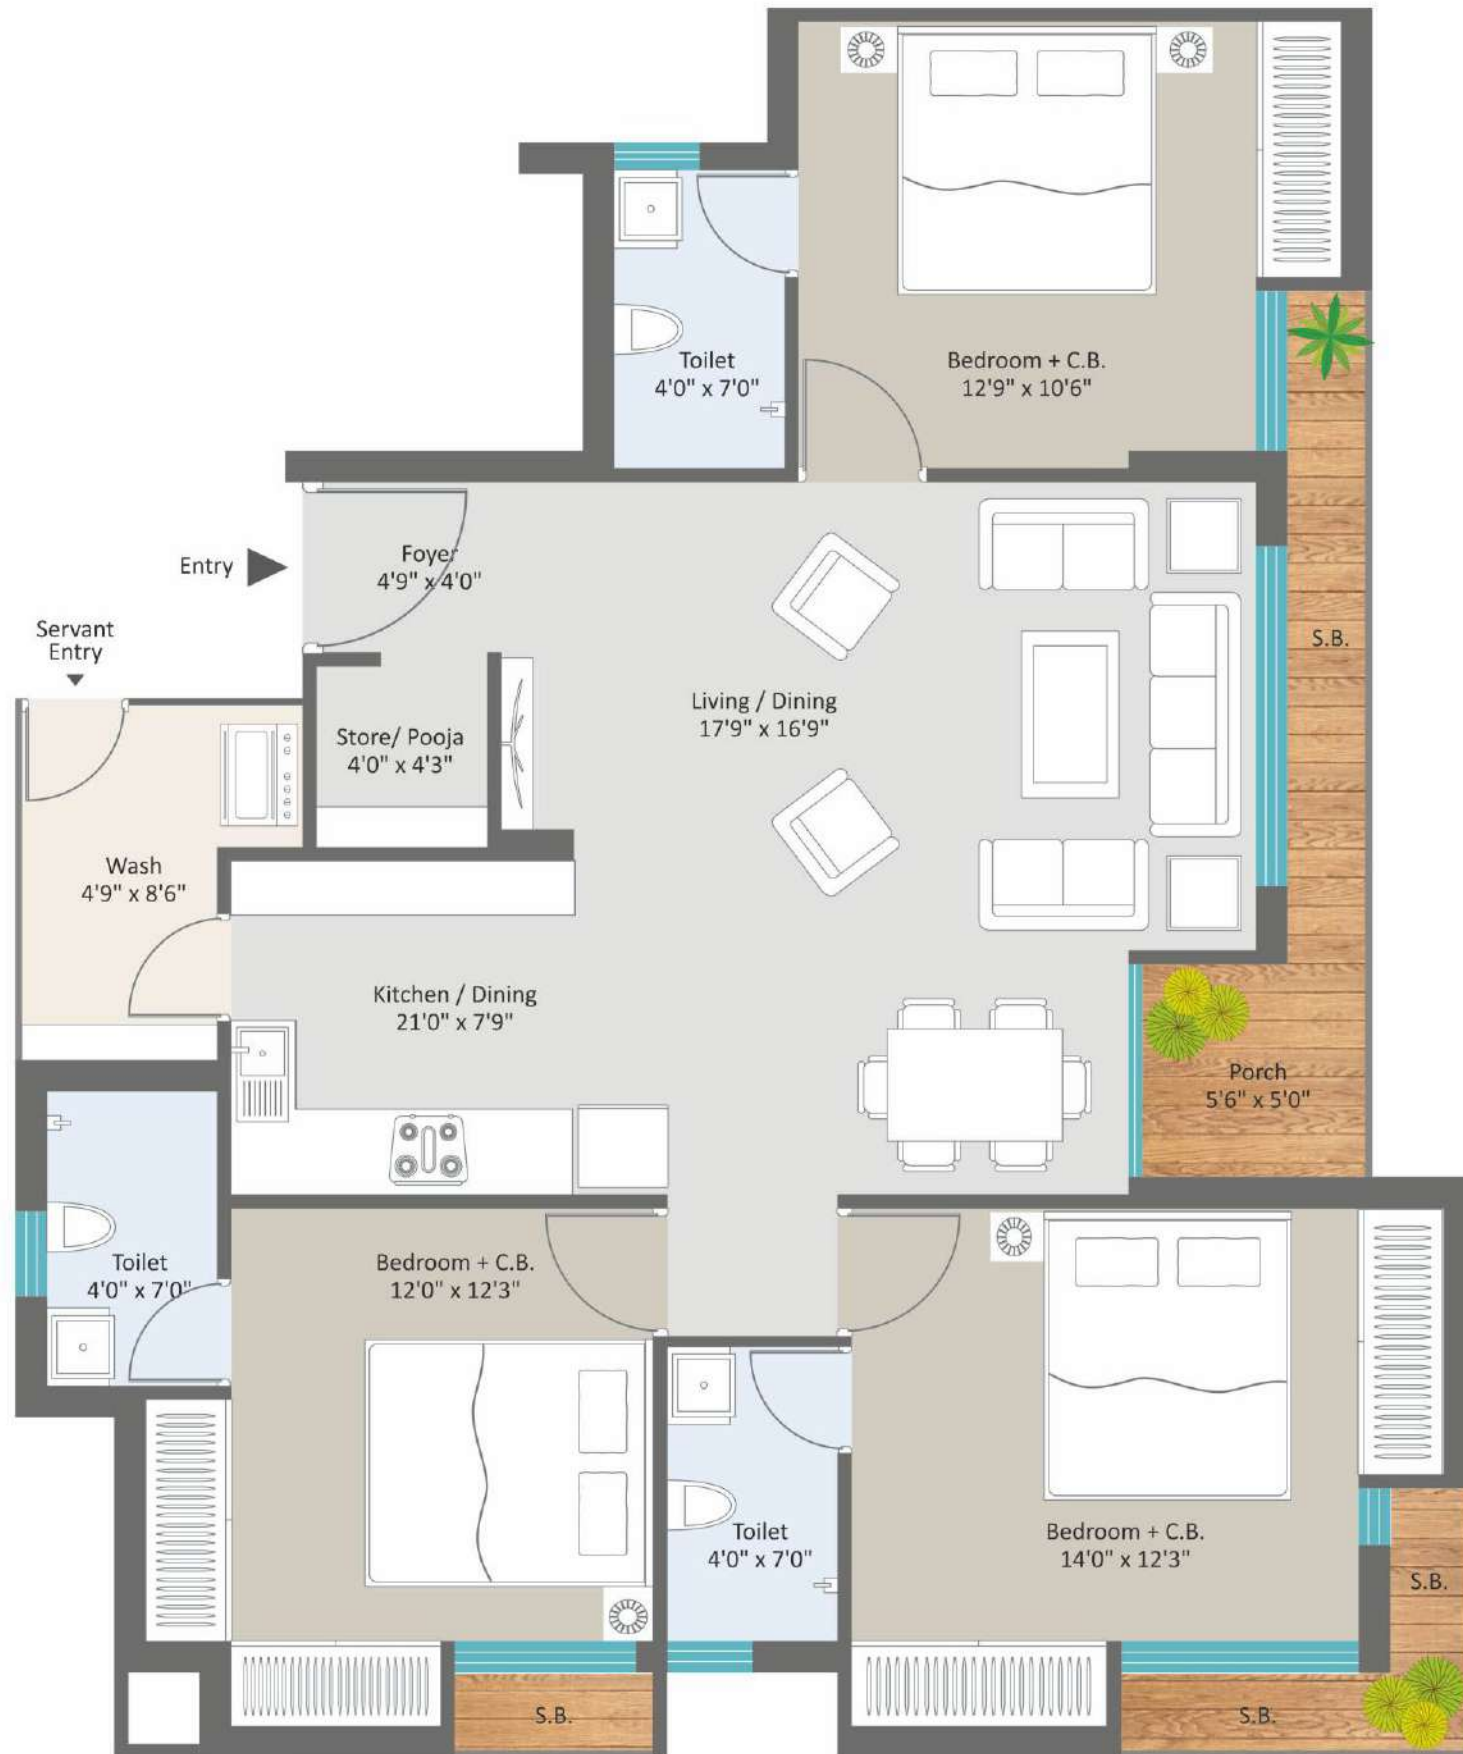 Toilet
4'0" x 7'0"
Bedroom + C.B.
12'9" x 10'6"
Entry
Foyer
4'9" x 4'0"
Servant
Entry
S.B.
Living / Dining
17'9" x 16'9"
Store/ Pooja
4'0" x 4'3"
Wash
4'9" x 8'6"
Kitchen / Dining
21'0" x 7'9"
Porch
5'6" x 5'0"
Toilet
4'0" x 7'0"
Bedroom + C.B.
12'0" x 12'3"
Toilet
4'0" x 7'0"
Bedroom + C.B.
14'0" x 12'3"
S.B.
S.B.
S.B.